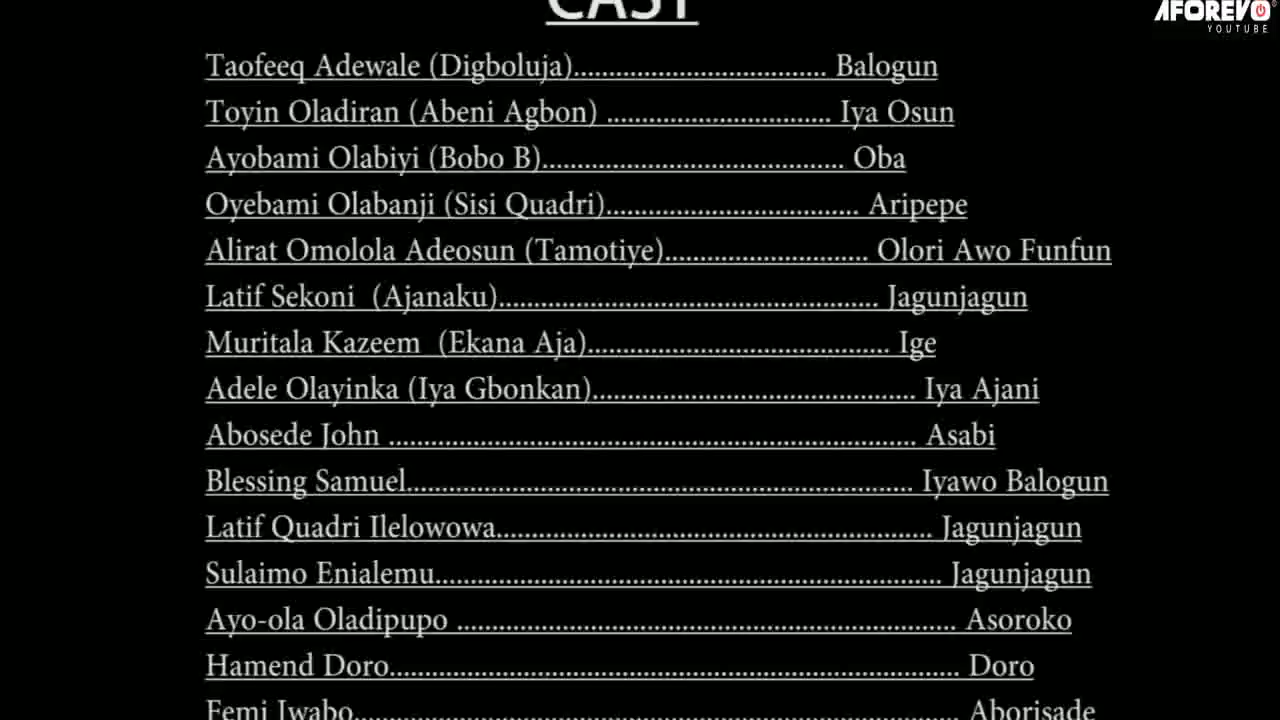 CAST
AFOREVO
YOUTUBE
Taofeeq Adewale (Digboluja).................................... Balogun
Toyin Oladiran (Abeni Agbon) ................................ Iya Osun
Ayobami Olabiyi (Bobo B)........................................... Oba
Oyebami Olabanji (Sisi Quadri).................................... Aripepe
Alirat Omolola Adeosun (Tamotiye)............................. Olori Awo Funfun
Latif Sekoni (Ajanaku)...................................................... Jagunjagun
Muritala Kazeem (Ekana Aja)........................................... Ige
Adele Olayinka (Iya Gbonkan).............................................. Iya Ajani
Abosede John ........................................................................... Asabi
Blessing Samuel........................................................................ Iyawo Balogun
Latif Quadri Ilelowowa.............................................................. Jagunjagun
Sulaimo Enialemu........................................................................ Jagunjagun
Ayo-ola Oladipupo ....................................................................... Asoroko
Hamend Doro................................................................................. Doro
Femi Iwabo...................................................................................... Aborisade